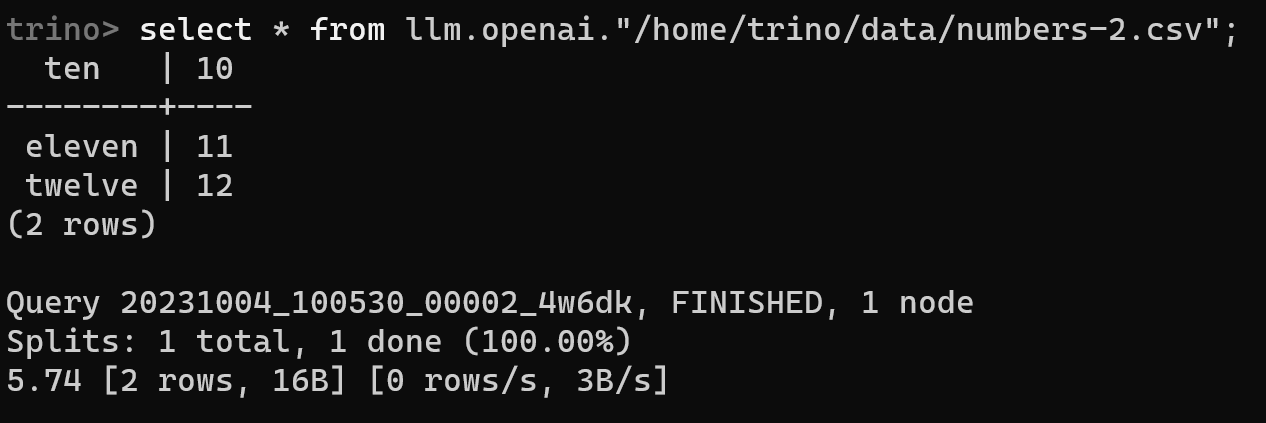 trino> select * from llm.openai."/home/trino/data/numbers-2.csv";
  ten   | 10
--------+----
 eleven | 11
 twelve | 12
(2 rows)

Query 20231004_100530_00002_4w6dk, FINISHED, 1 node
Splits: 1 total, 1 done (100.00%)
5.74 [2 rows, 16B] [0 rows/s, 3B/s]